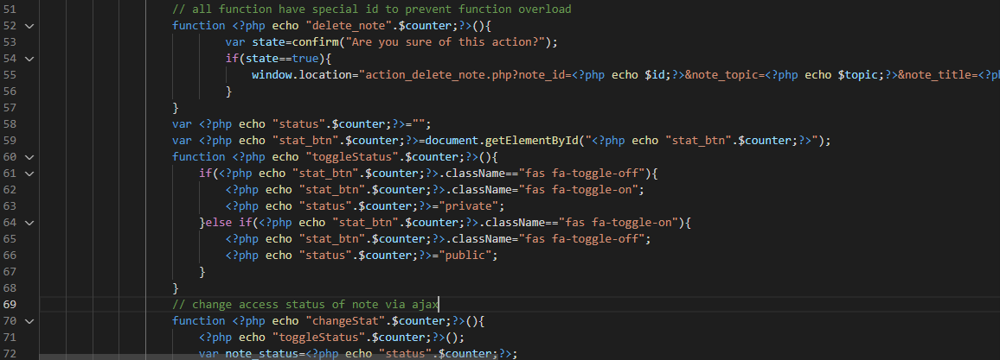 51 // all function have special id to prevent function overload
52 function <?php echo "delete_note".$counter;?>(){
53 var state=confirm("Are you sure of this action?");
54 if(state==true){
55 window.location="action_delete_note.php?note_id=<?php echo $id;?>&note_topic=<?php echo $topic;?>&note_title=<?ph
56 }
57 }
58 var <?php echo "status".$counter;?>="";
59 var <?php echo "stat_btn".$counter;?>=document.getElementById("<?php echo "stat_btn".$counter;?>");
60 function <?php echo "toggleStatus".$counter;?>(){
61 if(<?php echo "stat_btn".$counter;?>.className=="fas fa-toggle-off"){
62 <?php echo "stat_btn".$counter;?>.className="fas fa-toggle-on";
63 <?php echo "status".$counter;?>="private";
64 }else if(<?php echo "stat_btn".$counter;?>.className=="fas fa-toggle-on"){
65 <?php echo "stat_btn".$counter;?>.className="fas fa-toggle-off";
66 <?php echo "status".$counter;?>="public";
67 }
68 }
69 // change access status of note via ajax
70 function <?php echo "changeStat".$counter;?>(){
71 <?php echo "toggleStatus".$counter;?>();
72 var note_status=<?php echo "status".$counter;?>;